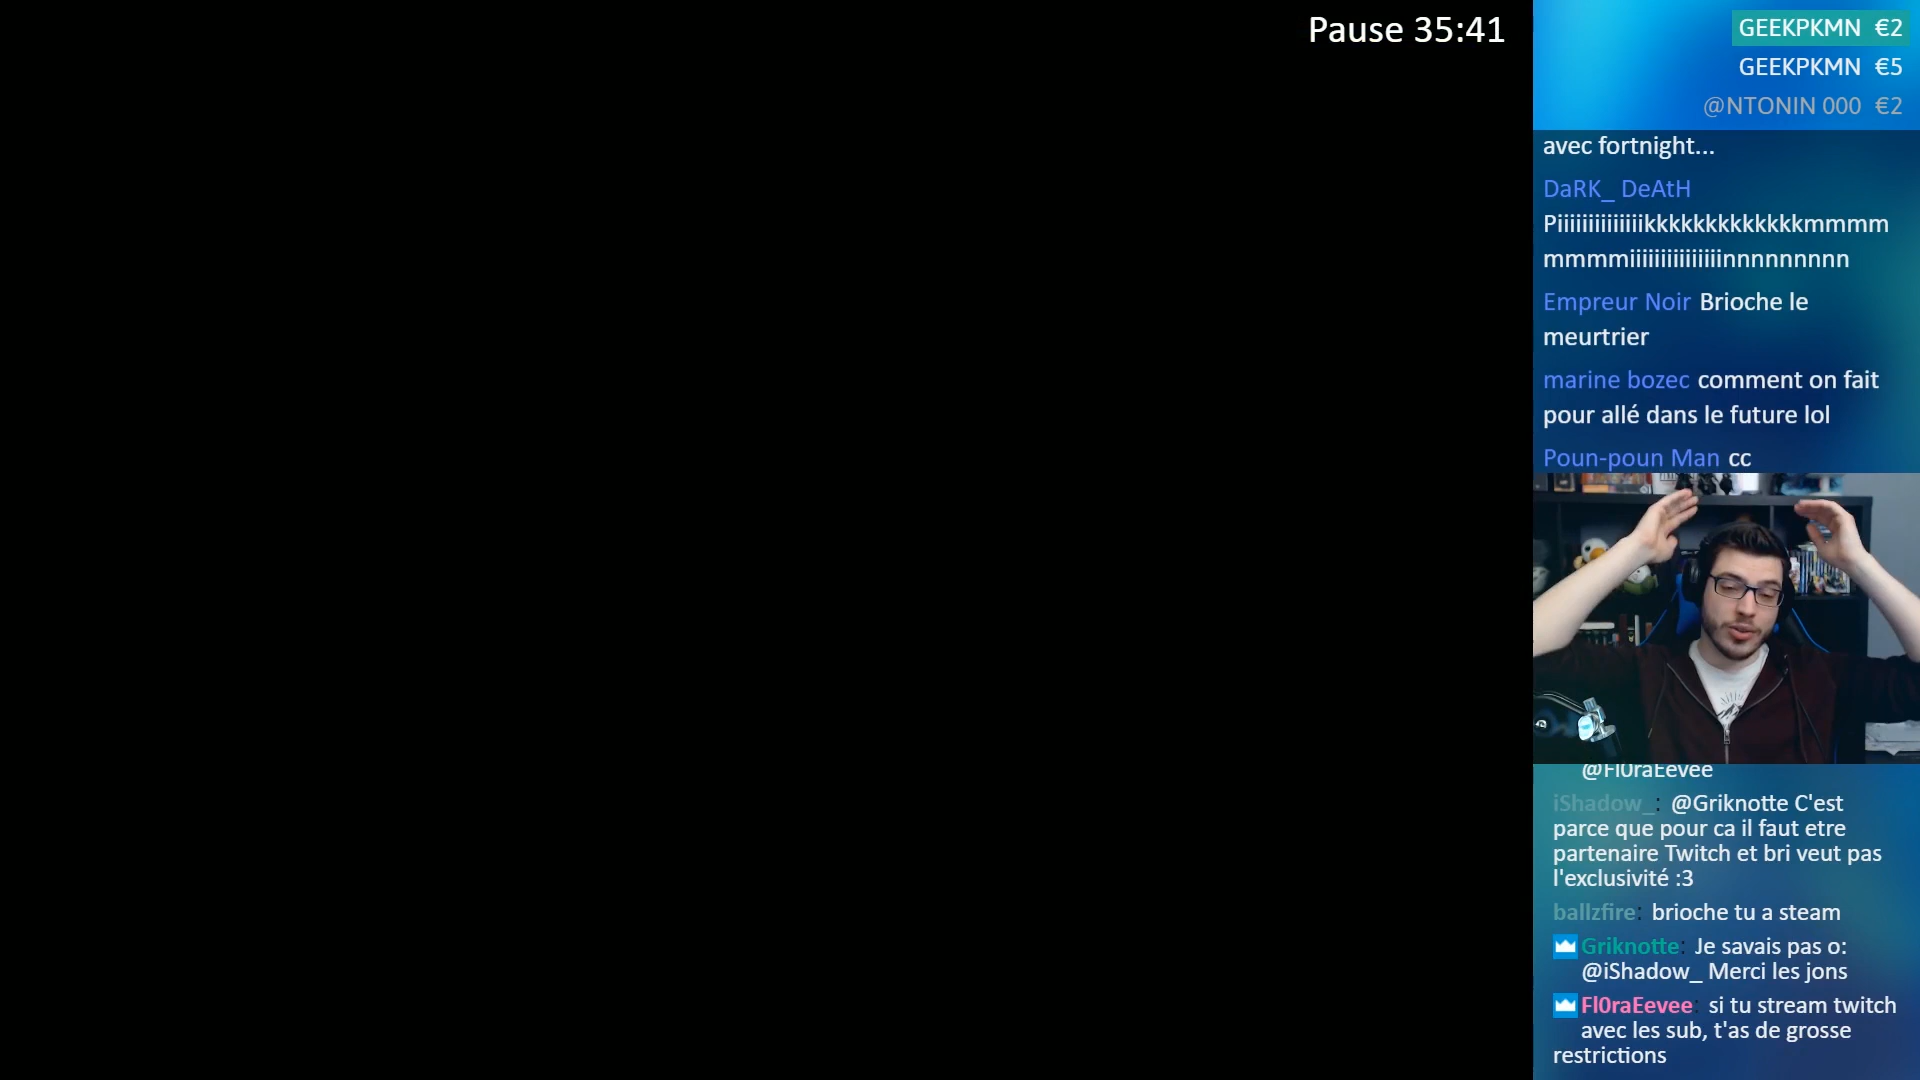 Pause 35:41
GEEKPKMN €2
GEEKPKMN €5
@NTONIN 000 €2
avec fortnight...
DaRK_ DeAtH
Piiiiiiiiiiiiiikkkkkkkkkkkkkmmmm
mmmmiiiiiiiiiiiiiiinnnnnnnnn
Empreur Noir Brioche le
meurtrier
marine bozec comment on fait
pour allé dans le future lol
Poun-poun Man cc
@Fl0raEevee
iShadow_: @Griknotte C'est
parce que pour ca il faut etre
partenaire Twitch et bri veut pas
l'exclusivité :3
ballzfire: brioche tu a steam
Griknotte: Je savais pas o:
@iShadow_ Merci les jons
Fl0raEevee: si tu stream twitch
avec les sub, t'as de grosse
restrictions